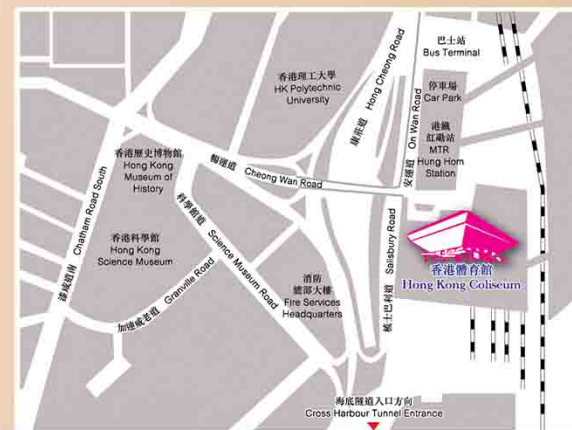 巴士站
Bus Terminal
停車場
Car Park
港鐵
紅磡站
MTR
Hung Hom
Station
香港理工大學
HK Polytechnic
University
康莊道 Hong Cheong Road
安運道 On Wan Road
暢運道 Cheong Wan Road
香港歷史博物館
Hong Kong
Museum of
History
漆咸道南 Chatham Road South
科學館道 Science Museum Road
香港科學館
Hong Kong
Science Museum
加連威老道 Granville Road
消防
總部大樓
Fire Services
Headquarters
梳士巴利道 Salisbury Road
香港體育館
Hong Kong Coliseum
海底隧道入口方向
Cross Harbour Tunnel Entrance